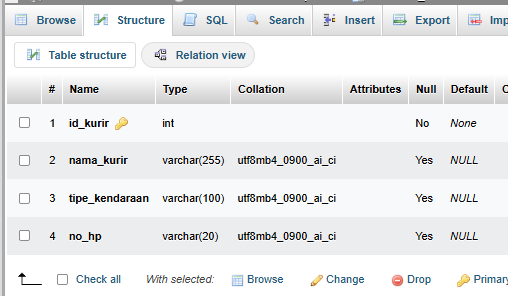 Browse Structure SQL Search Insert Export
Table structure Relation view
# Name Type Collation Attributes Null Default
1 id_kurir int No None
2 nama_kurir varchar(255) utf8mb4_0900_ai_ci Yes NULL
3 tipe_kendaraan varchar(100) utf8mb4_0900_ai_ci Yes NULL
4 no_hp varchar(20) utf8mb4_0900_ai_ci Yes NULL
Check all With selected: Browse Change Drop Primary